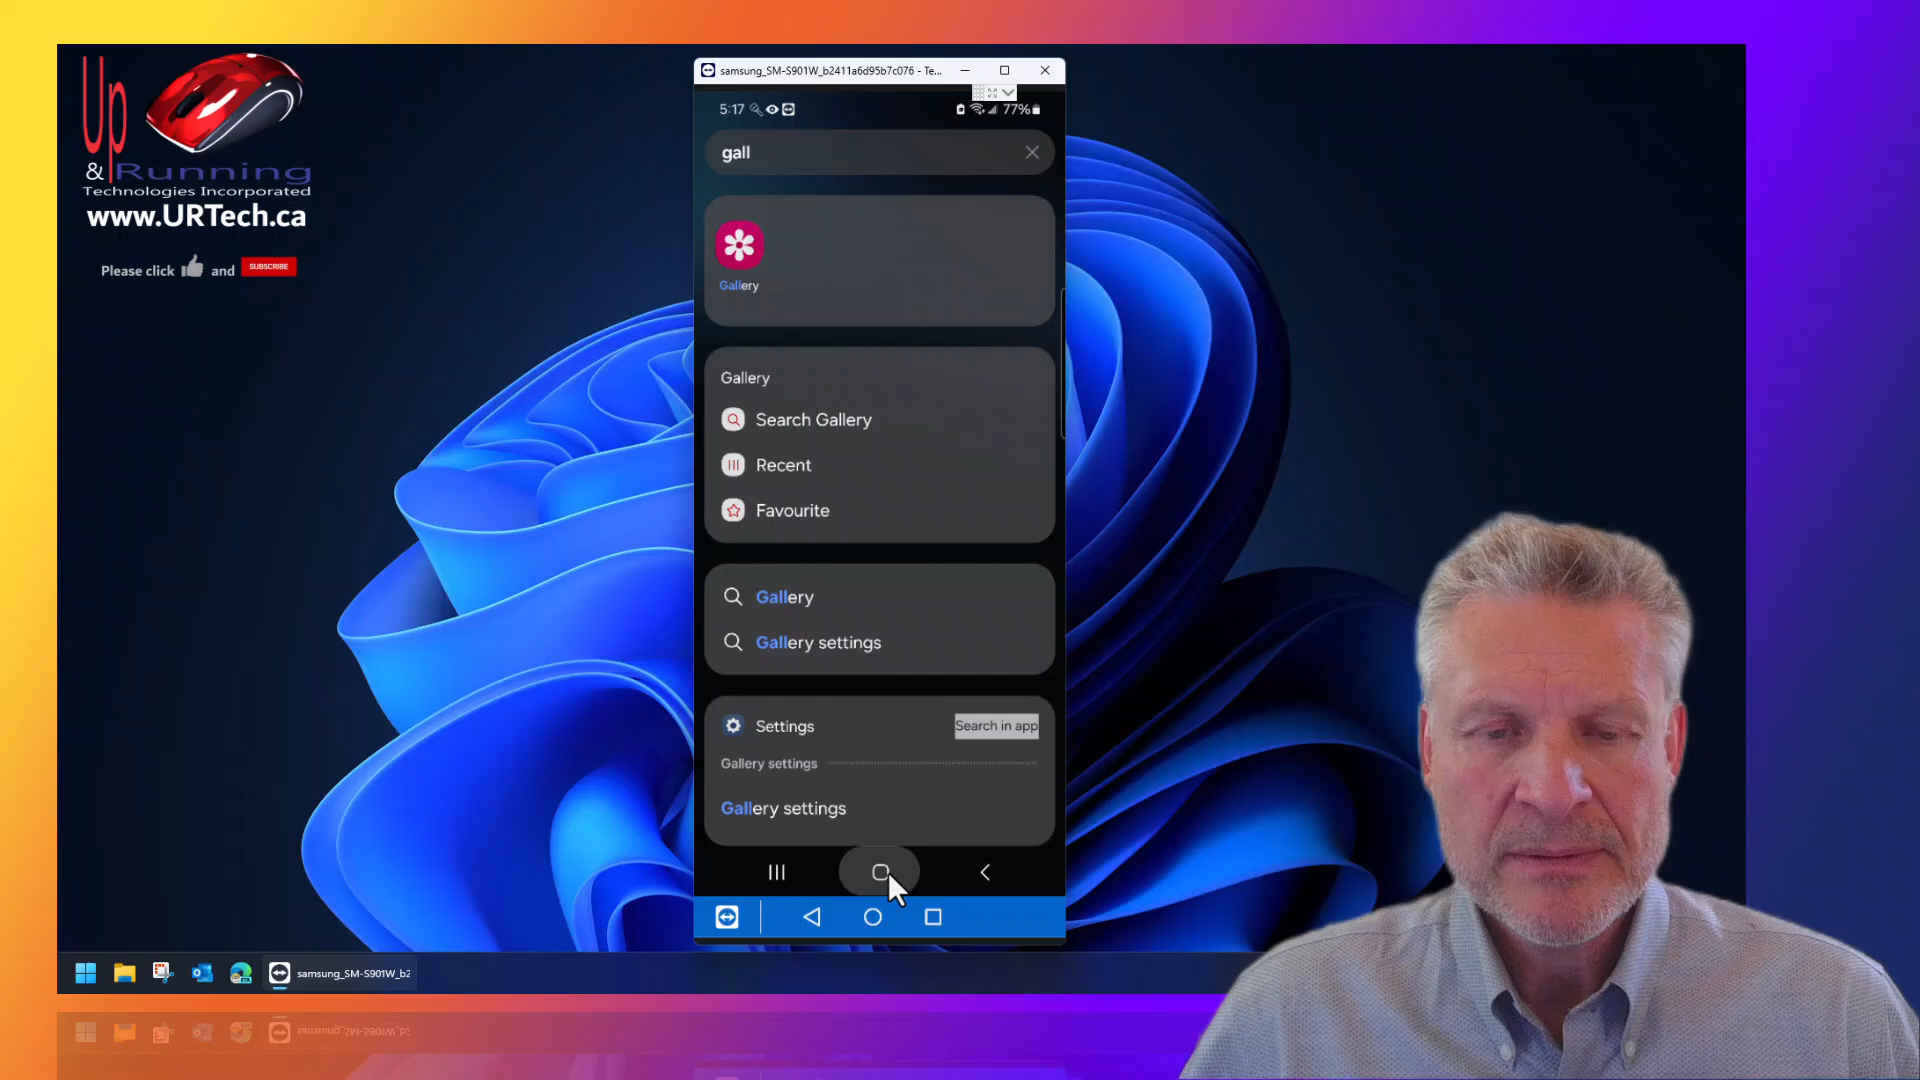 Up
& Running
Technologies Incorporated
www.URTech.ca
Please click and SUBSCRIBE
samsung_SM-S901W_b2411a6d95b7c076 - Te...
5:17 77%
gall
Gallery
Gallery
Search Gallery
Recent
Favourite
Gallery
Gallery settings
Settings Search in app
Gallery settings
Gallery settings
samsung_SM-S901W_b2